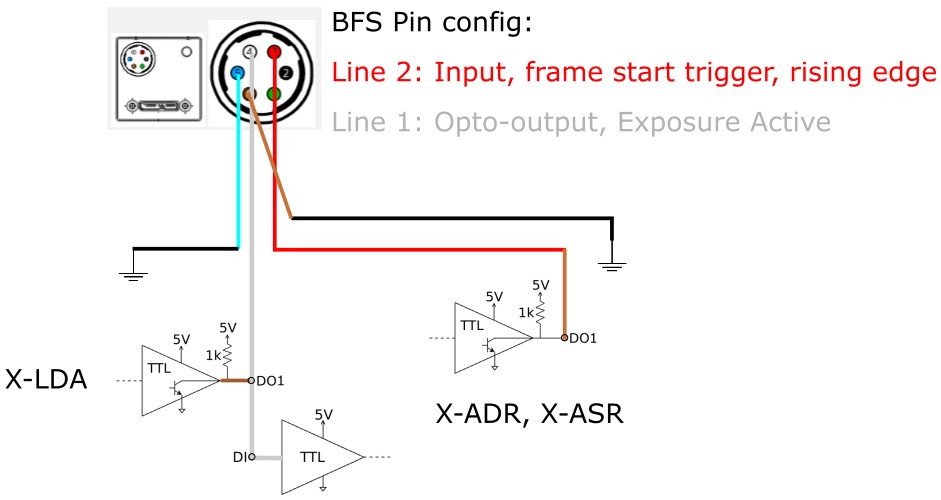 BFS Pin config:
Line 2: Input, frame start trigger, rising edge
Line 1: Opto-output, Exposure Active
4
2
5V
5V
TTL
1k
DO1
5V
5V
TTL
1k
X-LDA
DO1
X-ADR, X-ASR
5V
DI
TTL